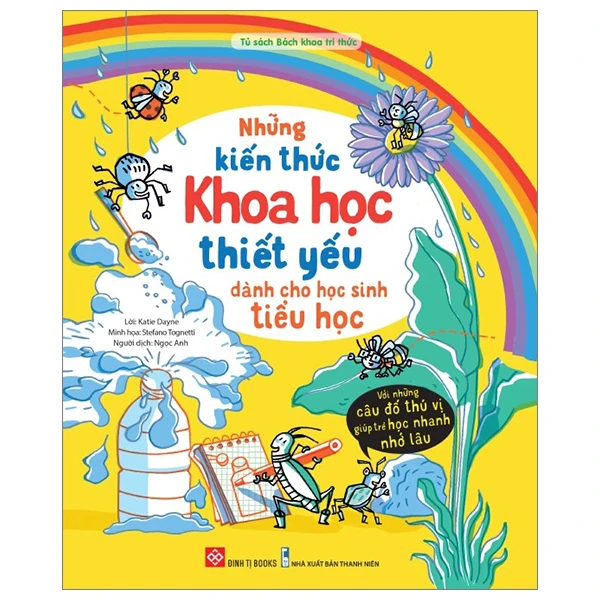 Tủ sách Bách khoa tri thức
Những
kiến thức
Khoa học
thiết yếu
dành cho học sinh
tiểu học
Lời: Katie Dayne
Minh họa: Stefano Tognetti
Người dịch: Ngọc Anh
Với những
câu đố thú vị
giúp trẻ học nhanh
nhớ lâu
ĐINH TỊ BOOKS
NHÀ XUẤT BẢN THANH NIÊN